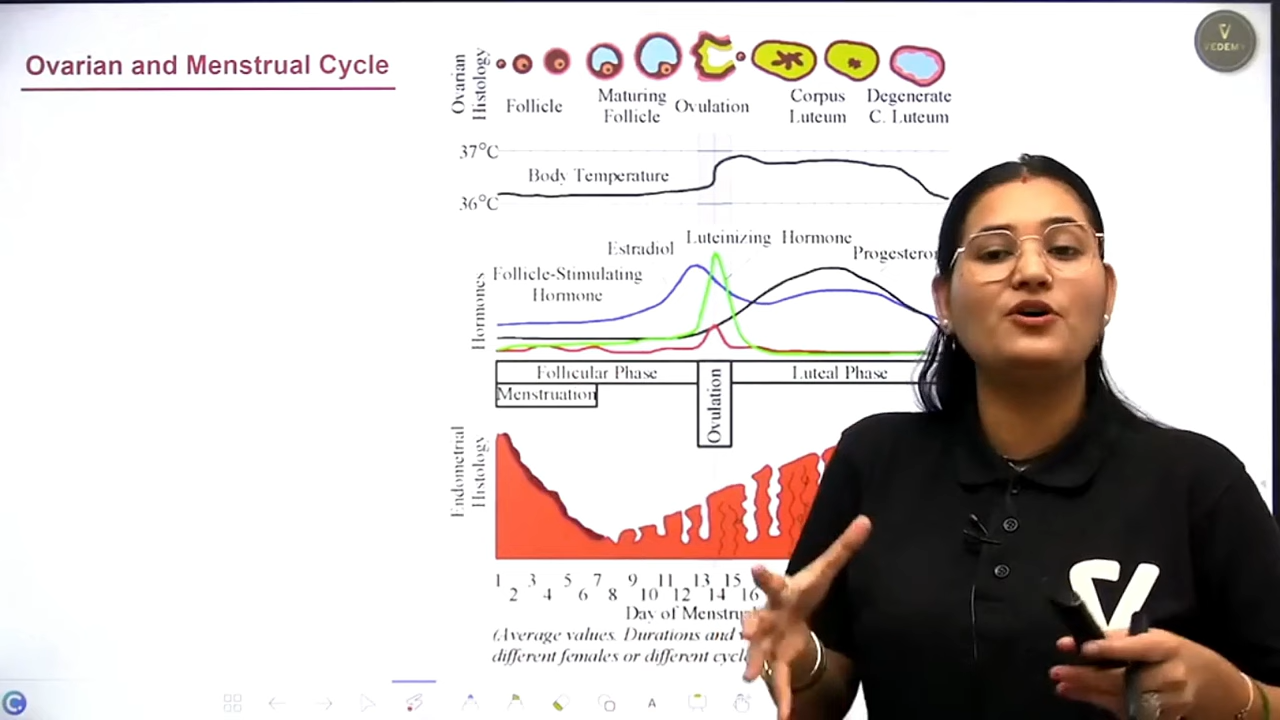 Ovarian and Menstrual Cycle
VEDEMY
Ovarian
Histology
Follicle
Maturing
Follicle
Ovulation
Corpus
Luteum
Degenerate
C. Luteum
37°C
Body Temperature
36°C
Hormones
Luteinizing Hormone
Estradiol
Follicle-Stimulating
Hormone
Follicular Phase
Ovulation
Luteal Phase
Menstruation
Endometrial
Histology
1 2 3 4 5 6 7 8 9 10 11 12 13 14 15 16
Day of
(Average values. Durations and
different females or different
A